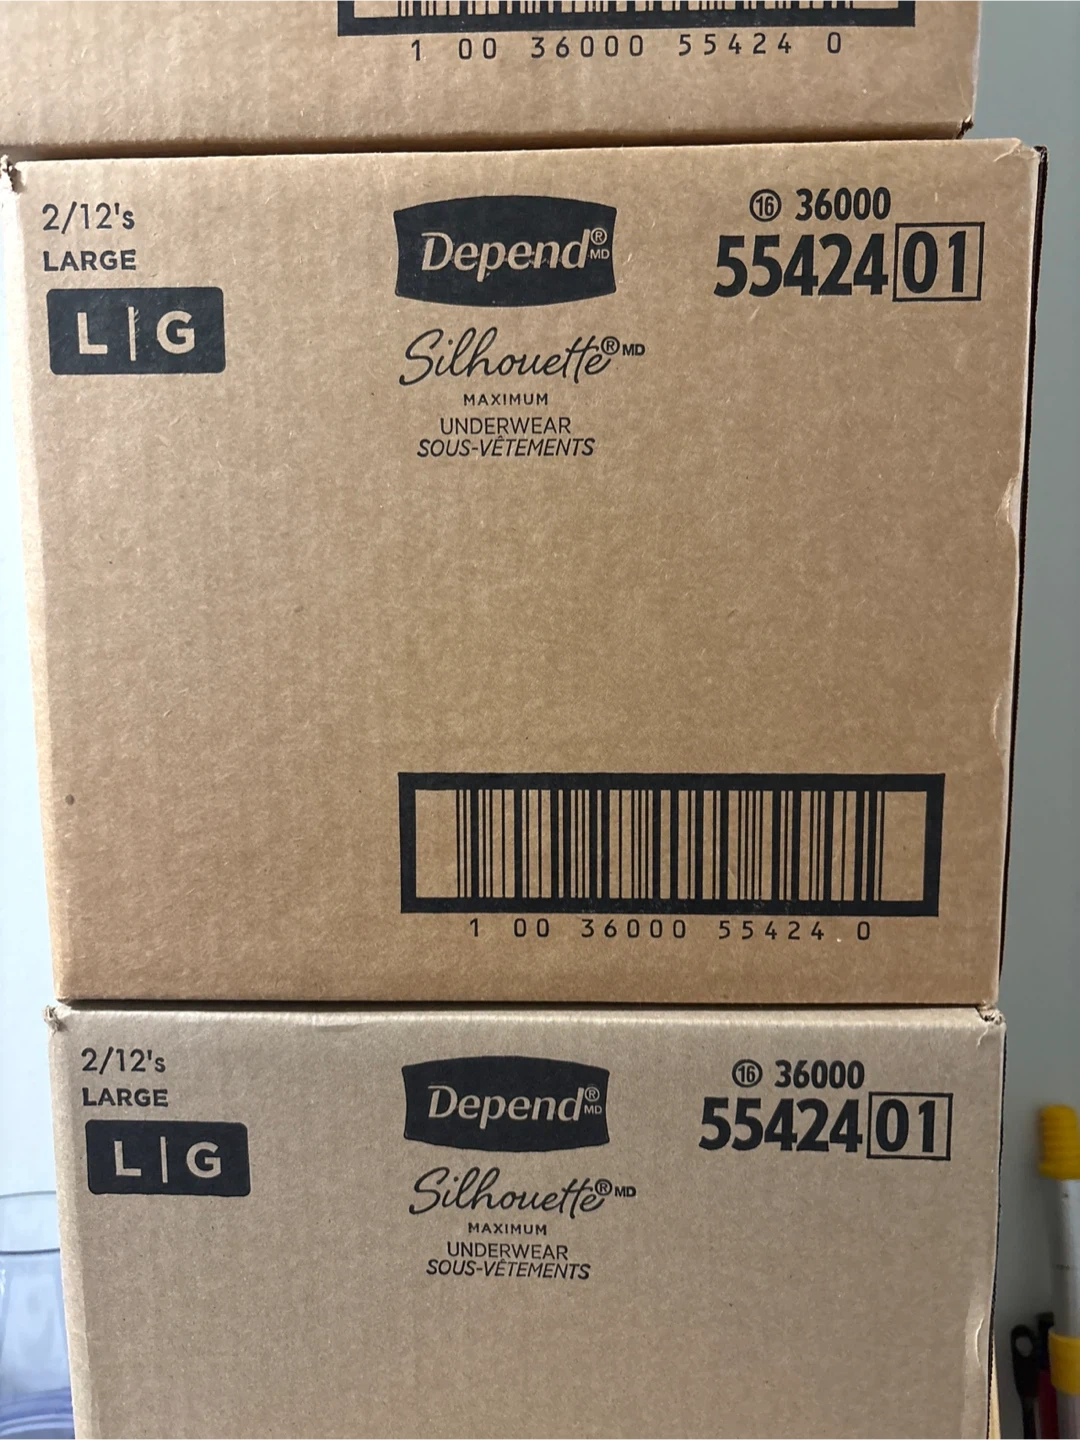 1 00 36000 55424 0
2/12's
LARGE
L|G
Depend® MD
Silhouette® MD
MAXIMUM
UNDERWEAR
SOUS-VÊTEMENTS
⑯ 36000
55424 01
1 00 36000 55424 0
2/12's
LARGE
L|G
Depend® MD
Silhouette® MD
MAXIMUM
UNDERWEAR
SOUS-VÊTEMENTS
⑯ 36000
55424 01